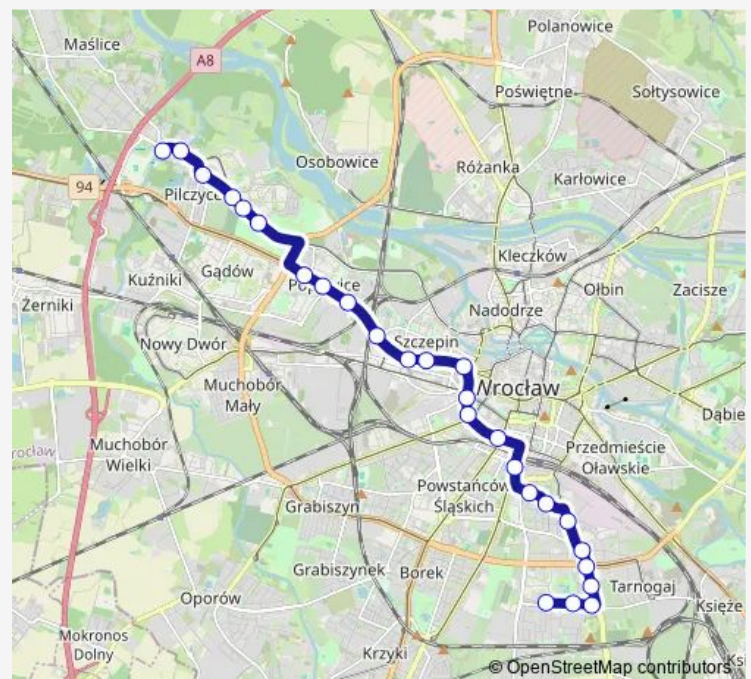 Polanowice
Maślice
A8
Poświętne
Sołtysowice
Osobowice
Różanka
Karłowice
94
Kleczków
Gądów
Kuźniki
Ołbin
Zacisze
Żerniki
Nadodrze
Nowy Dwór
Szczepin
Muchobór
Mały
Wrocław
Muchobór
Wielki
Przedmieście
Oławskie
Powstańców
Śląskich
Grabiszyn
Grabiszynek
Borek
Tarnogaj
Oporów
Księże
Mokronos
Dolny
Krzyki
© OpenStreetMap contributors